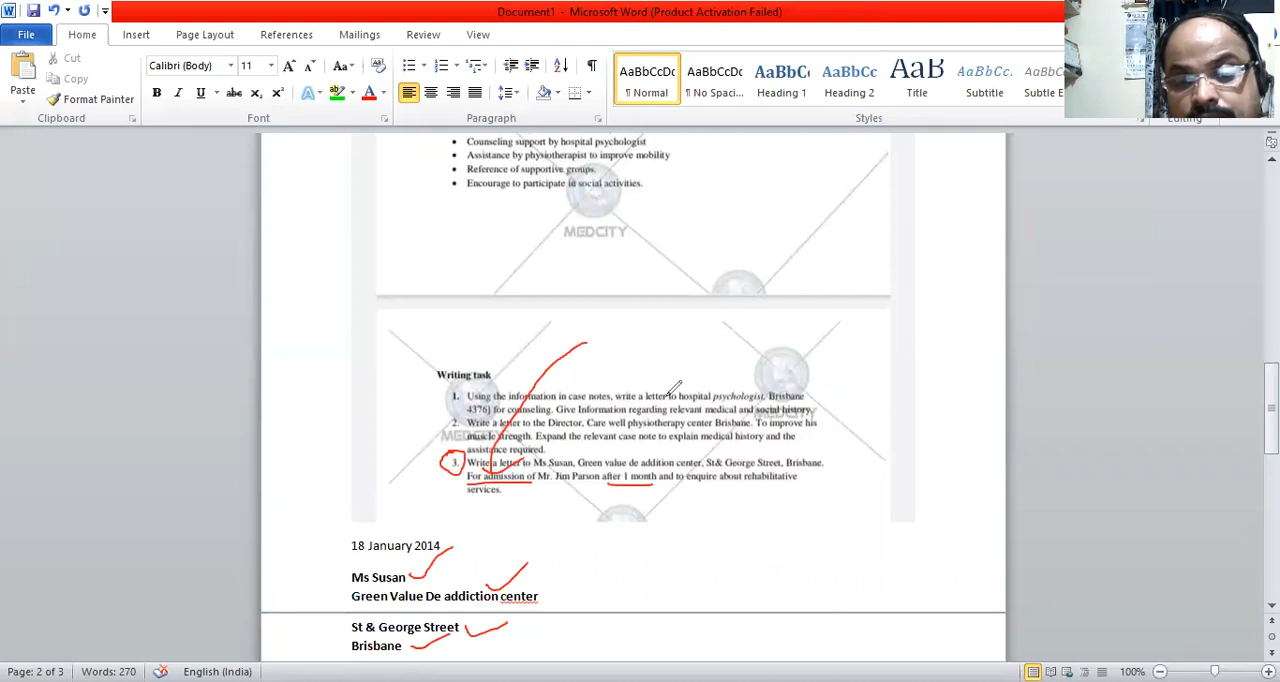 Document1 - Microsoft Word (Product Activation Failed)
File Home Insert Page Layout References Mailings Review View
Cut
Copy
Paste
Format Painter
Calibri (Body) 11
AaBbCcDc AaBbCcDc AaBbCc AaBbCc AaB AaBbCc. AaBbCcDc
¶ Normal ¶ No Spaci... Heading 1 Heading 2 Title Subtitle Subtle E
Clipboard Font Paragraph Styles Editing
Counseling support by hospital psychologist
Assistance by physiotherapist to improve mobility
Reference of supportive groups.
Encourage to participate in social activities.
MEDCITY
Writing task
1. Using the information in case notes, write a letter to hospital psychologist, Brisbane
4376) for counseling. Give Information regarding relevant medical and social history.
2. Write a letter to the Director, Care well physiotherapy center Brisbane. To improve his
muscle strength. Expand the relevant case note to explain medical history and the
assistance required.
3. Write a letter to Ms Susan, Green value de addition center, St& George Street, Brisbane.
For admission of Mr. Jim Parson after 1 month and to enquire about rehabilitative
services.
18 January 2014
Ms Susan
Green Value De addiction center
St & George Street
Brisbane
Page: 2 of 3 Words: 270 English (India) 100%